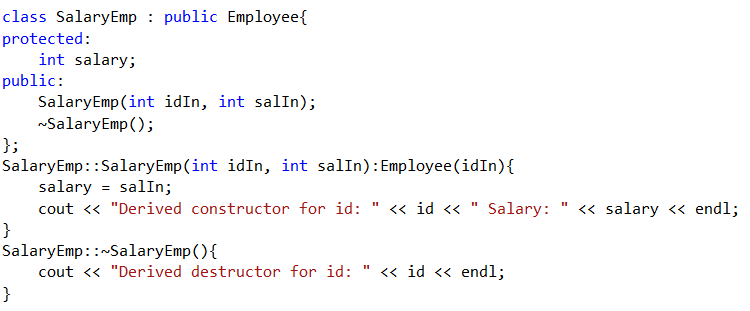 class SalaryEmp : public Employee{
protected:
    int salary;
public:
    SalaryEmp(int idIn, int salIn);
    ~SalaryEmp();
};
SalaryEmp::SalaryEmp(int idIn, int salIn):Employee(idIn){
    salary = salIn;
    cout << "Derived constructor for id: " << id << " Salary: " << salary << endl;
}
SalaryEmp::~SalaryEmp(){
    cout << "Derived destructor for id: " << id << endl;
}